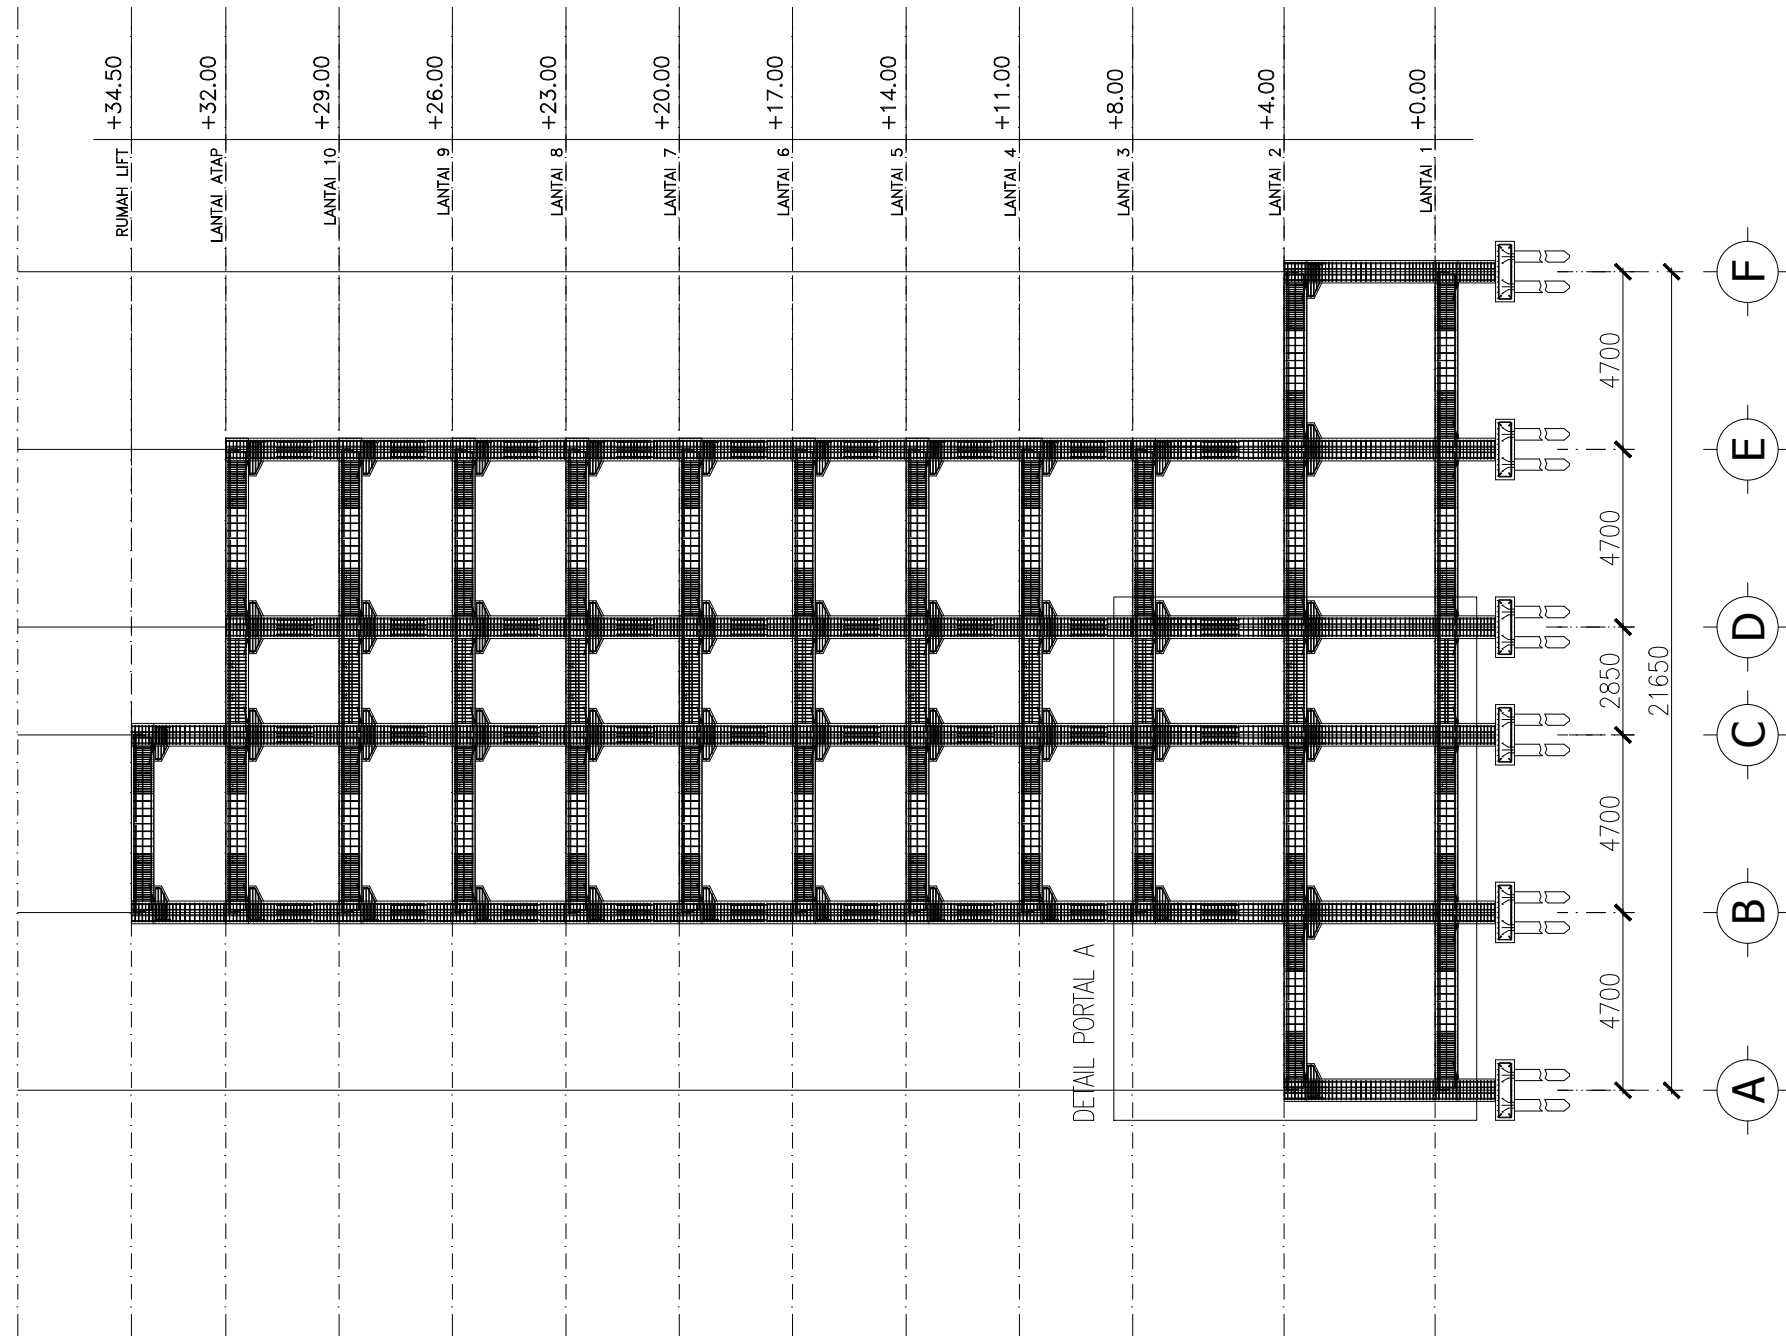 +34.50
+32.00
+29.00
+26.00
+23.00
+20.00
+17.00
+14.00
+11.00
+8.00
+4.00
+0.00
RUMAH LIFT
LANTAI ATAP
LANTAI 10
LANTAI 9
LANTAI 8
LANTAI 7
LANTAI 6
LANTAI 5
LANTAI 4
LANTAI 3
LANTAI 2
LANTAI 1
DETAIL PORTAL A
4700
4700
2850
4700
4700
21650
F
E
D
C
B
A